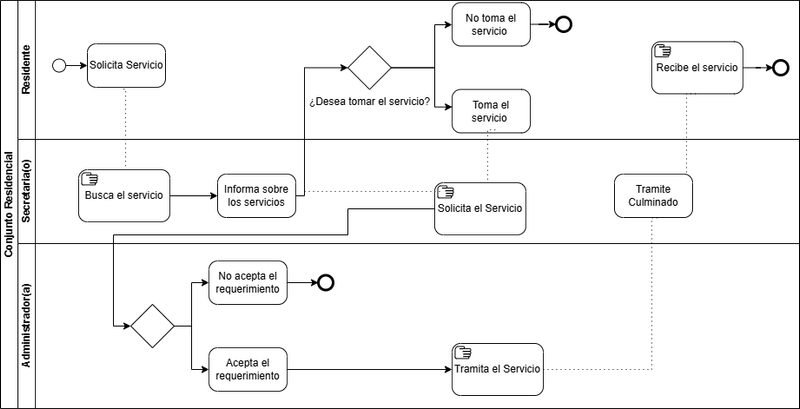 Conjunto Residencial
Residente
Solicita Servicio
¿Desea tomar el servicio?
No toma el
servicio
Toma el
servicio
Recibe el servicio
Secretaria(o)
Busca el servicio
Informa sobre
los servicios
Solicita el Servicio
Tramite
Culminado
Administrador(a)
No acepta el
requerimiento
Acepta el
requerimiento
Tramita el Servicio